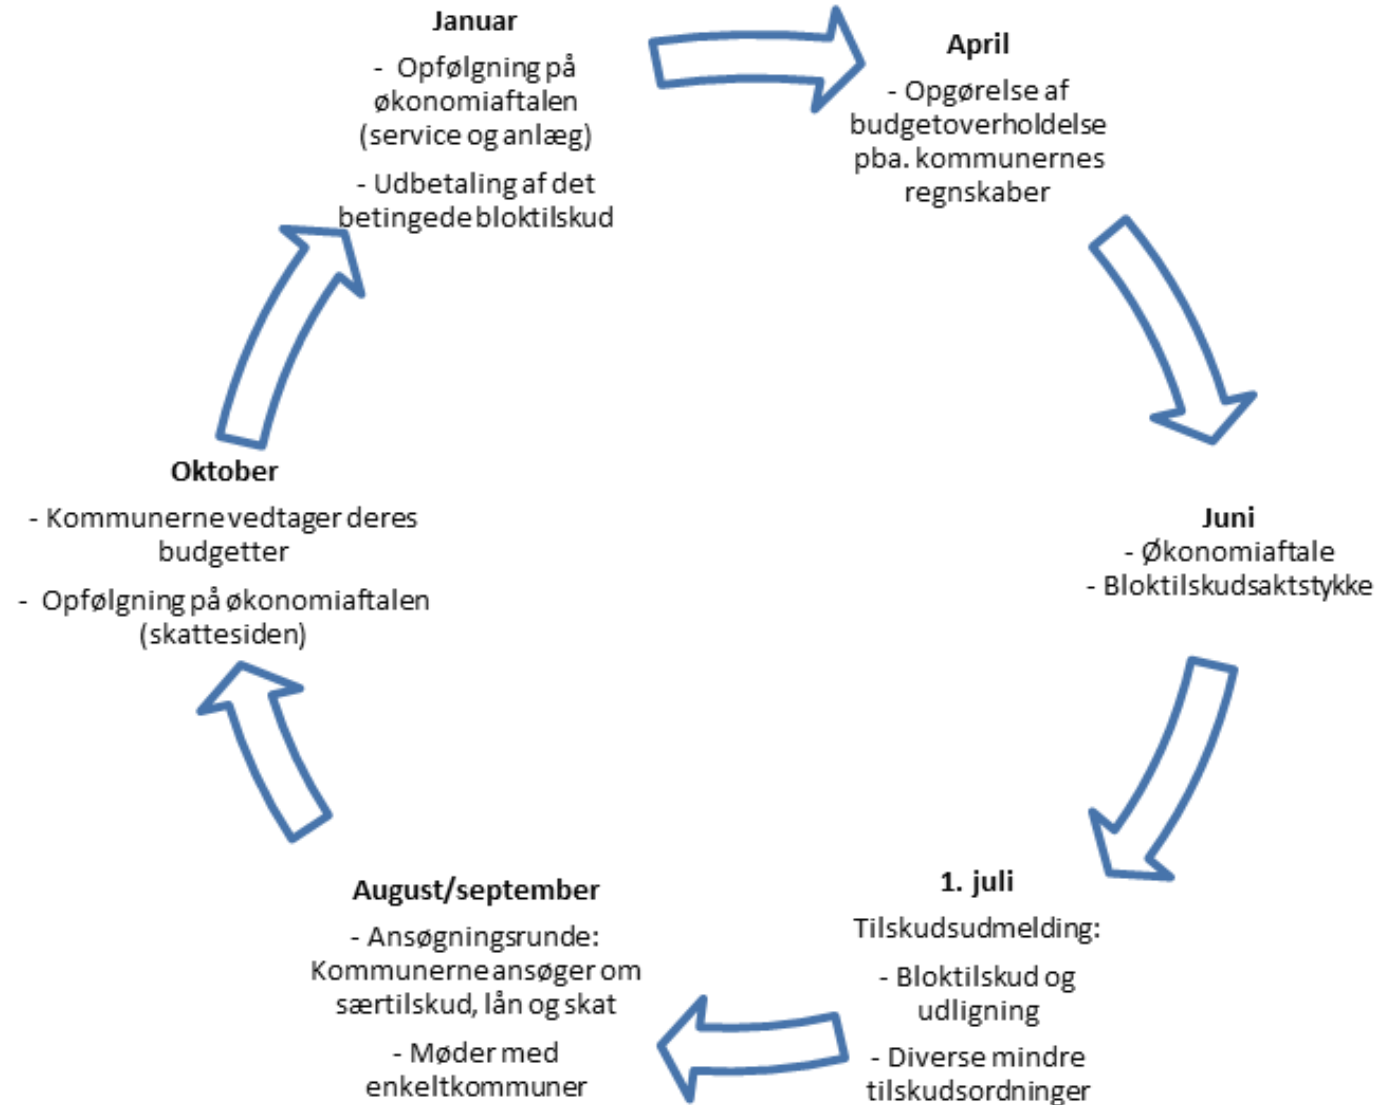 Januar
- Opfølgning på
økonomiaftalen
(service og anlæg)
- Udbetaling af det
betingede bloktilskud
April
- Opgørelse af
budgetoverholdelse
pba. kommunernes
regnskaber
Juni
- Økonomiaftale
- Bloktilskudsaktstykke
1. juli
Tilskudsudmelding:
- Bloktilskud og
udligning
- Diverse mindre
tilskudsordninger
August/september
- Ansøgningsrunde:
Kommunerne ansøger om
særtilskud, lån og skat
- Møder med
enkeltkommuner
Oktober
- Kommunerne vedtager deres
budgetter
- Opfølgning på økonomiaftalen
(skattesiden)